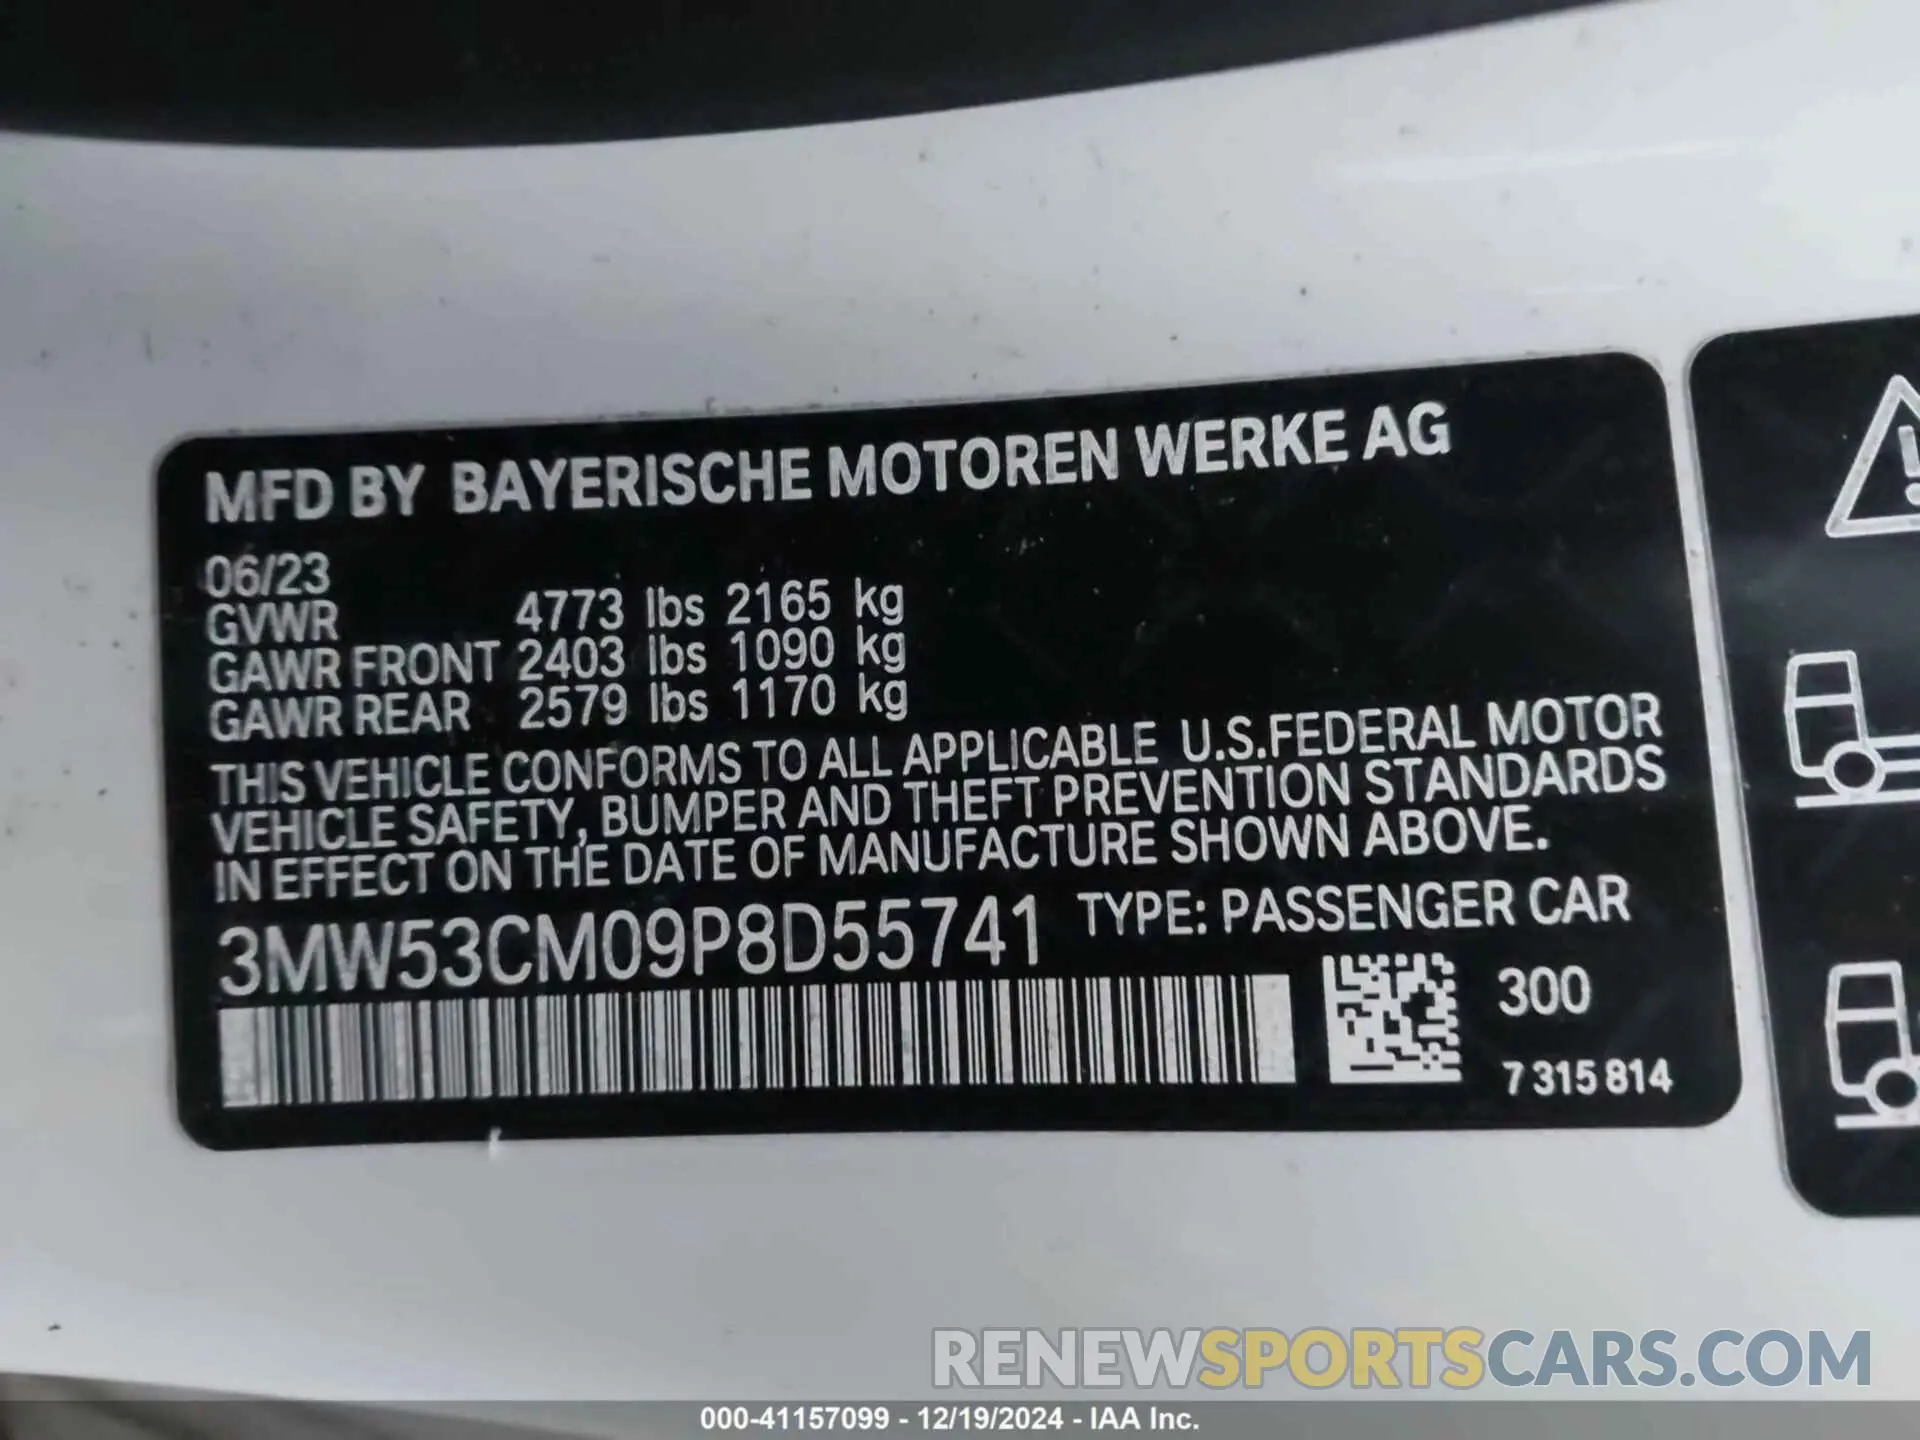 MFD BY BAYERISCHE MOTOREN WERKE AG
06/23
GVWR 4773 lbs 2165 kg
GAWR FRONT 2403 lbs 1090 kg
GAWR REAR 2579 lbs 1170 kg
THIS VEHICLE CONFORMS TO ALL APPLICABLE U.S.FEDERAL MOTOR
VEHICLE SAFETY, BUMPER AND THEFT PREVENTION STANDARDS
IN EFFECT ON THE DATE OF MANUFACTURE SHOWN ABOVE.
3MW53CM09P8D55741 TYPE: PASSENGER CAR
300
7 315 814
RENEWSPORTSCARS.COM
000-41157099 - 12/19/2024 - IAA Inc.